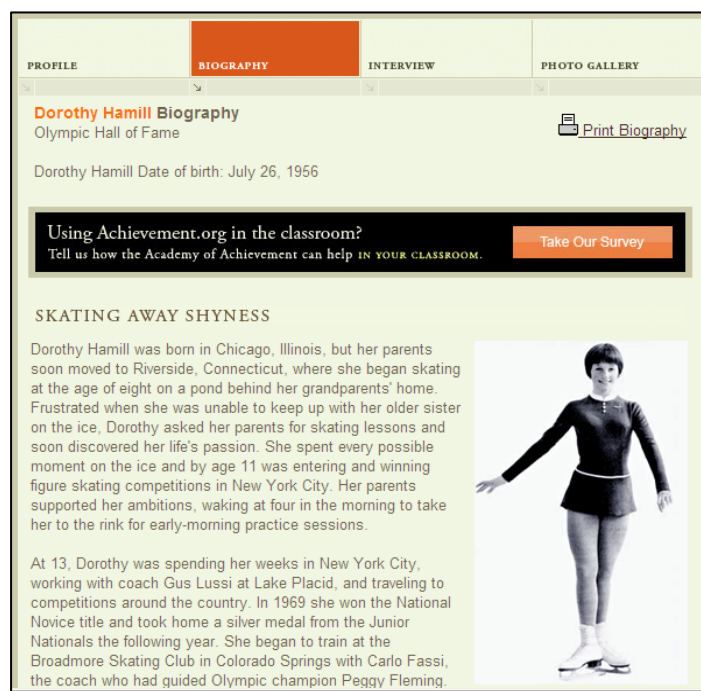 PROFILE
BIOGRAPHY
INTERVIEW
PHOTO GALLERY
Dorothy Hamill Biography
Olympic Hall of Fame
Print Biography
Dorothy Hamill Date of birth: July 26, 1956
Using Achievement.org in the classroom?
Tell us how the Academy of Achievement can help IN YOUR CLASSROOM.
Take Our Survey
SKATING AWAY SHYNESS
Dorothy Hamill was born in Chicago, Illinois, but her parents
soon moved to Riverside, Connecticut, where she began skating
at the age of eight on a pond behind her grandparents' home.
Frustrated when she was unable to keep up with her older sister
on the ice, Dorothy asked her parents for skating lessons and
soon discovered her life's passion. She spent every possible
moment on the ice and by age 11 was entering and winning
figure skating competitions in New York City. Her parents
supported her ambitions, waking at four in the morning to take
her to the rink for early-morning practice sessions.
At 13, Dorothy was spending her weeks in New York City,
working with coach Gus Lussi at Lake Placid, and traveling to
competitions around the country. In 1969 she won the National
Novice title and took home a silver medal from the Junior
Nationals the following year. She began to train at the
Broadmore Skating Club in Colorado Springs with Carlo Fassi,
the coach who had guided Olympic champion Peggy Fleming.